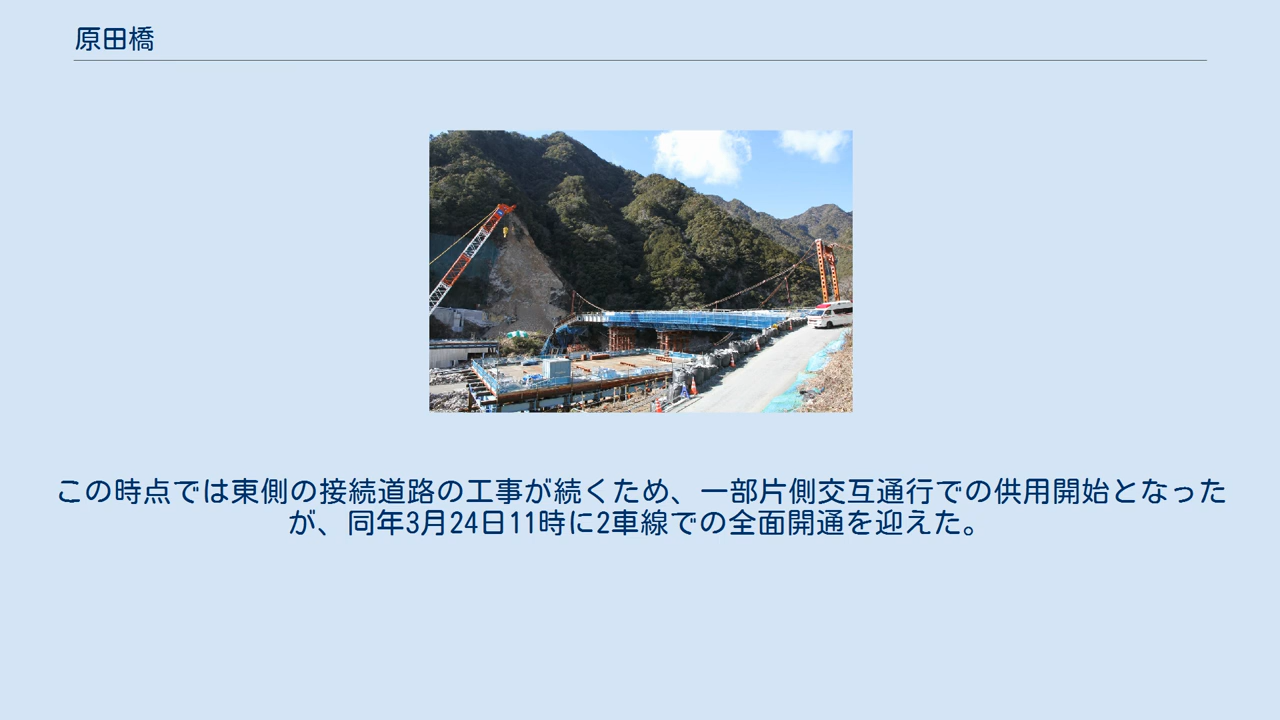 原田橋
この時点では東側の接続道路の工事が続くため、一部片側交互通行での供用開始となった
が、同年3月24日11時に2車線での全面開通を迎えた。